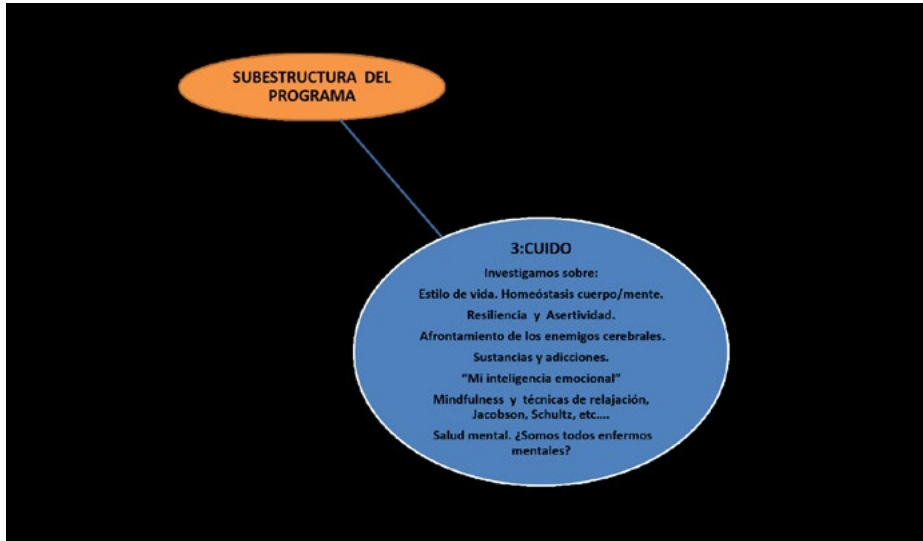 SUBESTRUCTURA DEL
PROGRAMA
3:CUIDO
Investigamos sobre:
Estilo de vida. Homeóstasis cuerpo/mente.
Resiliencia y Asertividad.
Afrontamiento de los enemigos cerebrales.
Sustancias y adicciones.
“Mi inteligencia emocional”
Mindfulness y técnicas de relajación,
Jacobson, Schultz, etc....
Salud mental. ¿Somos todos enfermos
mentales?